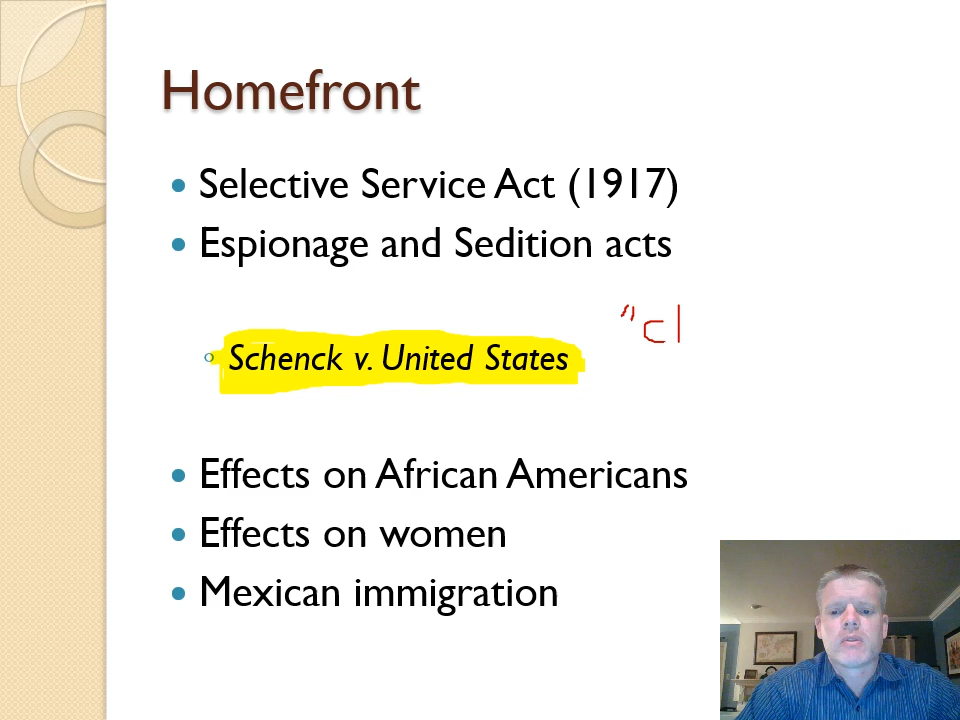 Homefront
Selective Service Act (1917)
Espionage and Sedition acts
"cl
Schenck v. United States
Effects on African Americans
Effects on women
Mexican immigration